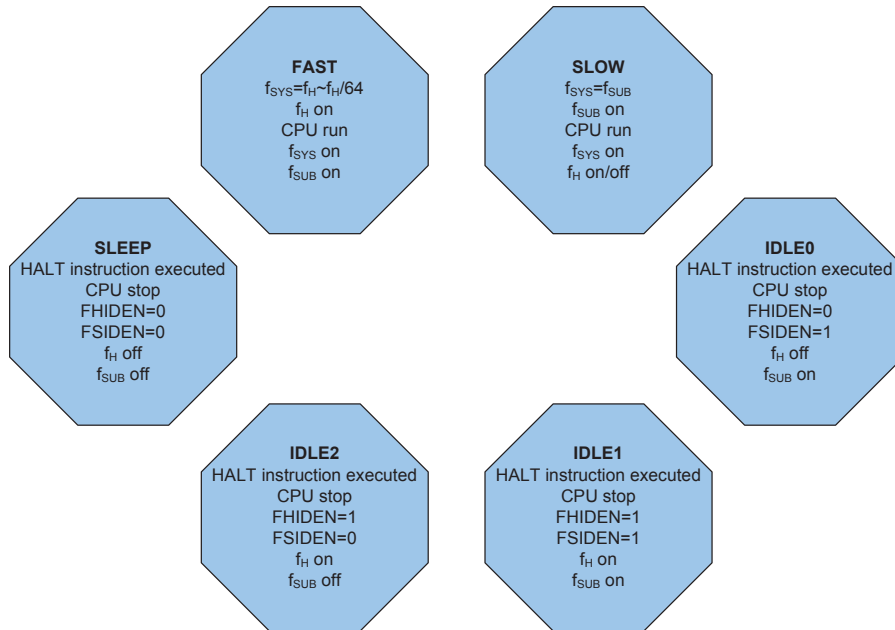 FAST
fSYS=fH~fH/64
fH on
CPU run
fSYS on
fSUB on
SLOW
fSYS=fSUB
fSUB on
CPU run
fSYS on
fH on/off
SLEEP
HALT instruction executed
CPU stop
FHIDEN=0
FSIDEN=0
fH off
fSUB off
IDLE0
HALT instruction executed
CPU stop
FHIDEN=0
FSIDEN=1
fH off
fSUB on
IDLE2
HALT instruction executed
CPU stop
FHIDEN=1
FSIDEN=0
fH on
fSUB off
IDLE1
HALT instruction executed
CPU stop
FHIDEN=1
FSIDEN=1
fH on
fSUB on